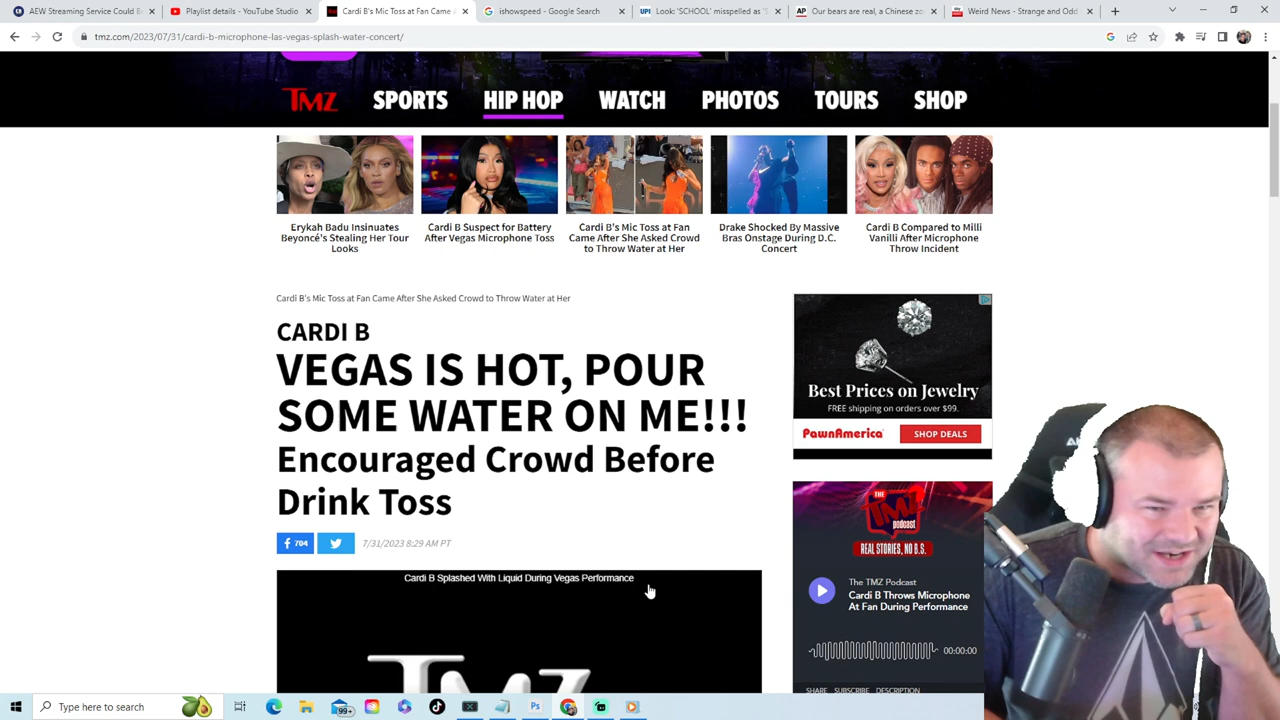 AEW Streaming Service Could B
Playlist details - YouTube Studio
Cardi B's Mic Toss at Fan Came A
ishowspeed - Google Search
Look: 'SCHOOL' misspelled as 'S
Our bears are real, a Chinese zo
Weird News - Strange and Odd
tmz.com/2023/07/31/cardi-b-microphone-las-vegas-splash-water-concert/
TMZ SPORTS HIP HOP WATCH PHOTOS TOURS SHOP
Erykah Badu Insinuates
Beyoncé's Stealing Her Tour
Looks
Cardi B Suspect for Battery
After Vegas Microphone Toss
Cardi B's Mic Toss at Fan
Came After She Asked Crowd
to Throw Water at Her
Drake Shocked By Massive
Bras Onstage During D.C.
Concert
Cardi B Compared to Milli
Vanilli After Microphone
Throw Incident
Cardi B's Mic Toss at Fan Came After She Asked Crowd to Throw Water at Her
CARDI B
VEGAS IS HOT, POUR
SOME WATER ON ME!!!
Encouraged Crowd Before
Drink Toss
704
7/31/2023 8:29 AM PT
Cardi B Splashed With Liquid During Vegas Performance
TMZ
Best Prices on Jewelry
FREE shipping on orders over $99.
PawnAmerica SHOP DEALS
THE
TMZ
podcast
REAL STORIES, NO B.S.
The TMZ Podcast
Cardi B Throws Microphone
At Fan During Performance
00:00:00
SHARE SUBSCRIBE DESCRIPTION
Type here to search
99+